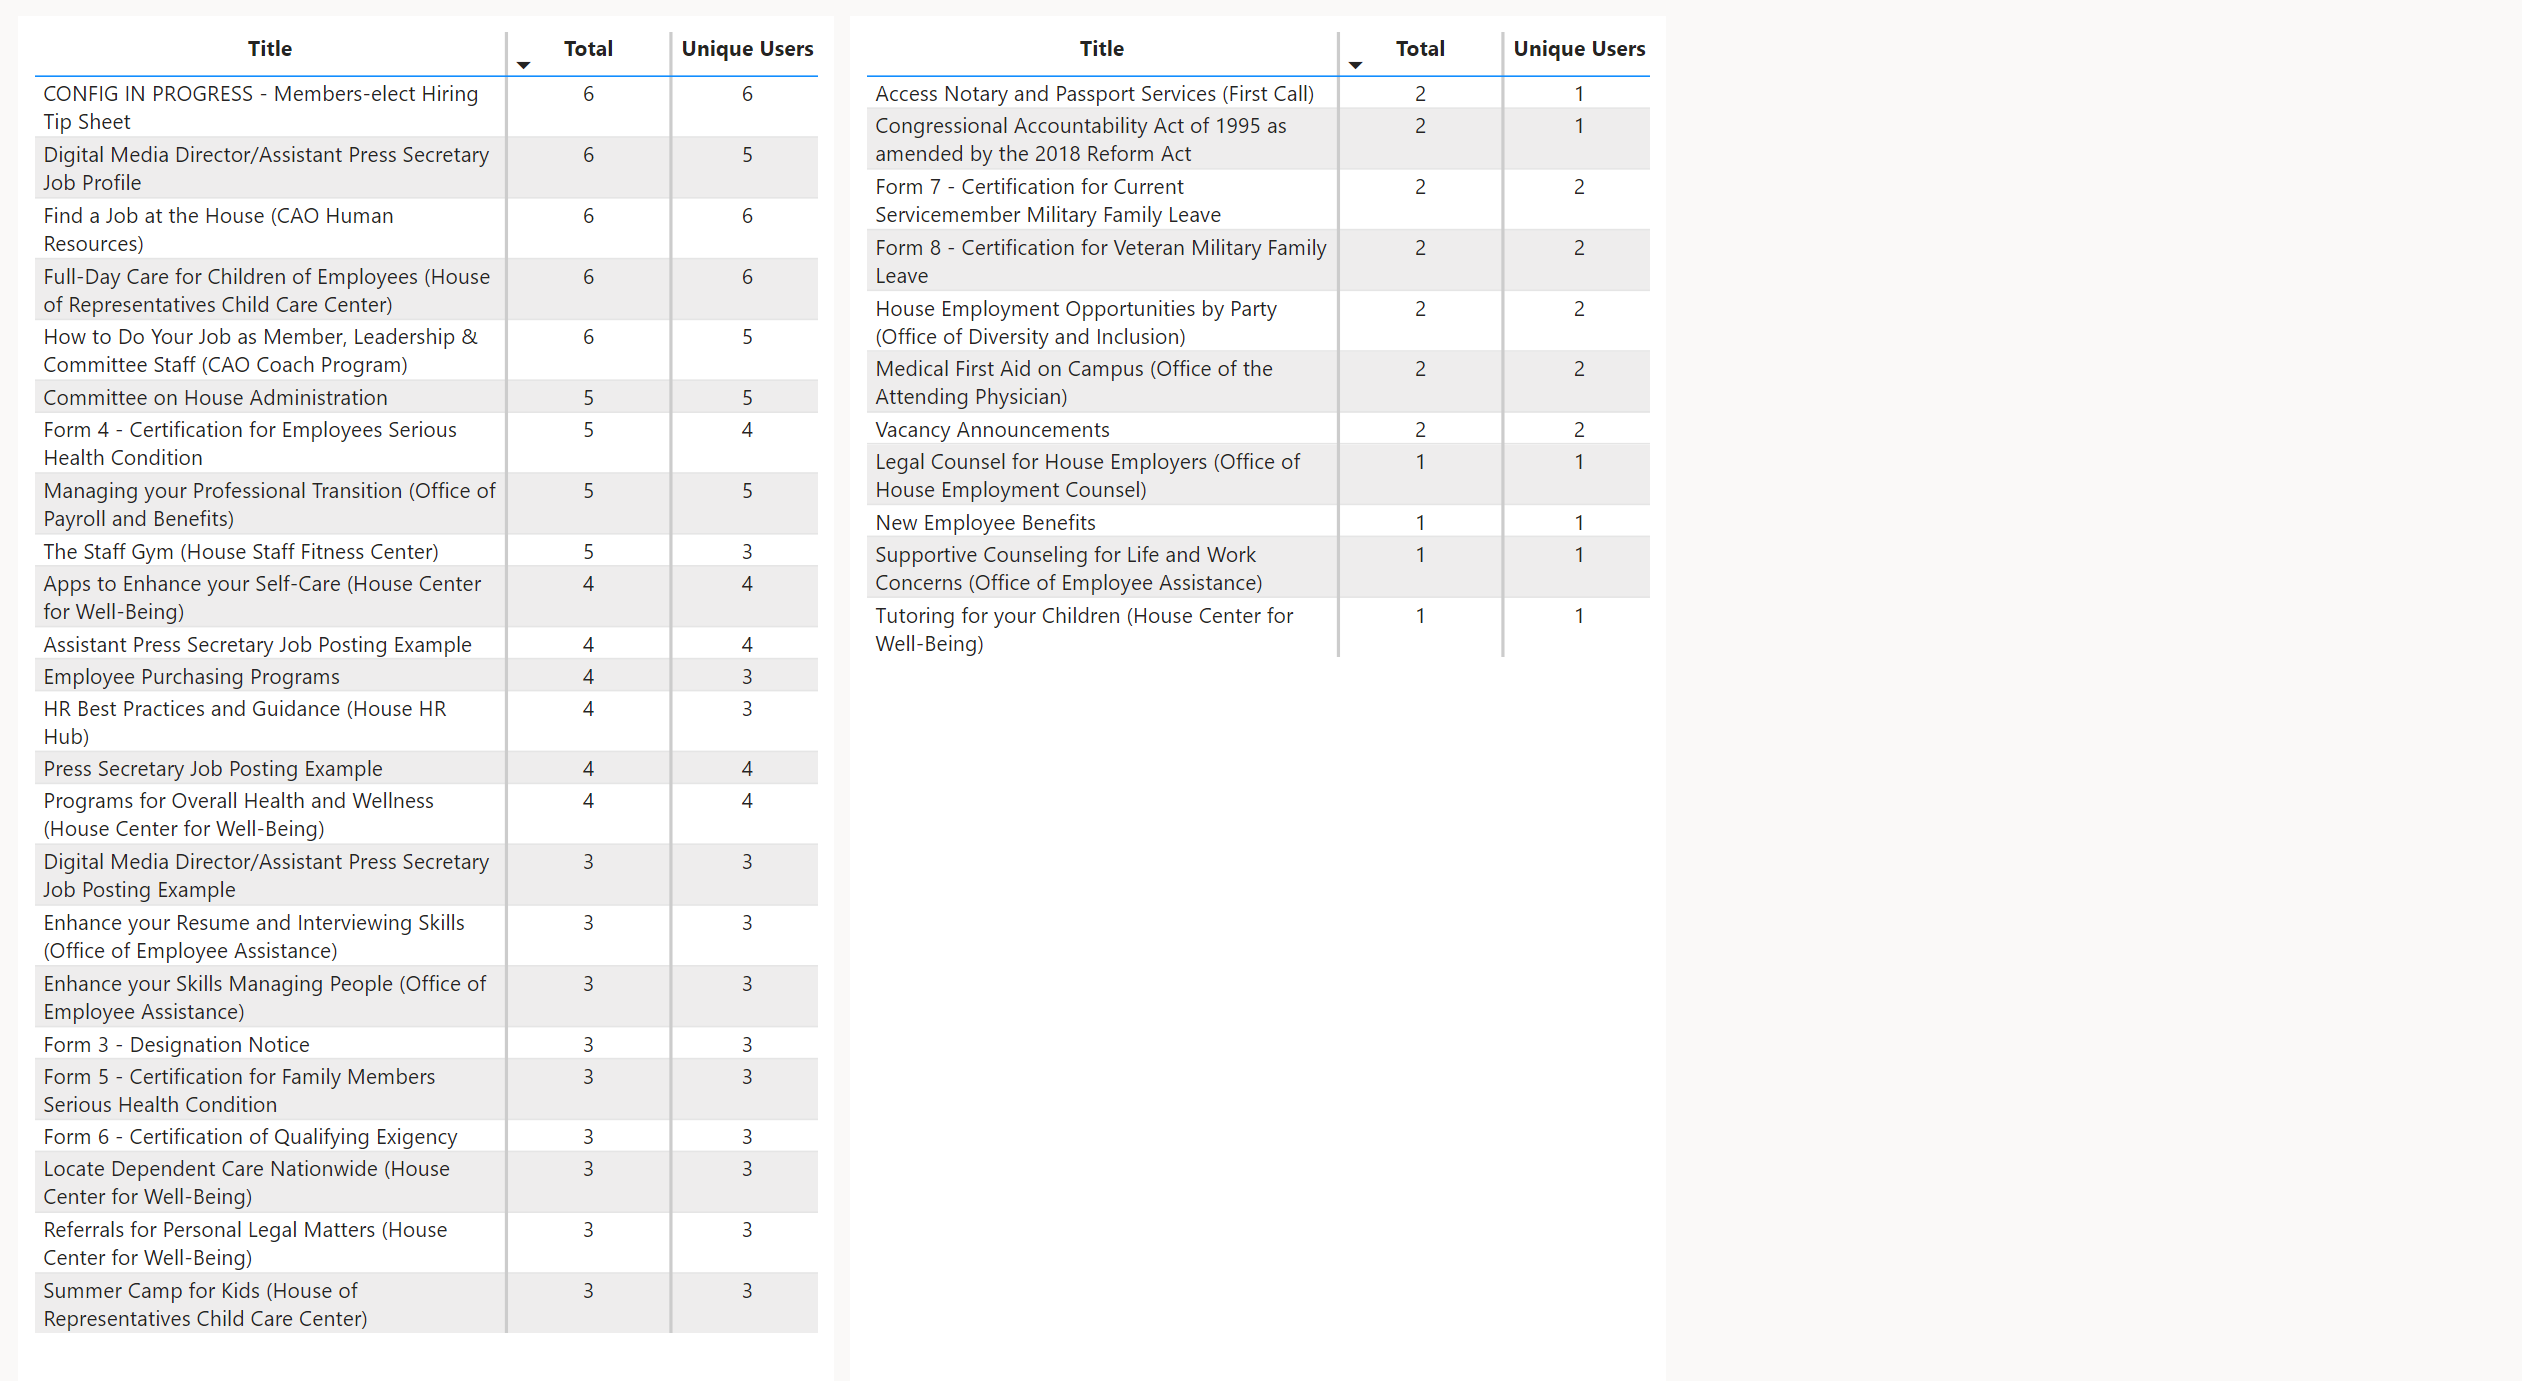 Title Total Unique Users
CONFIG IN PROGRESS - Members-elect Hiring 6 6
Tip Sheet
Digital Media Director/Assistant Press Secretary 6 5
Job Profile
Find a Job at the House (CAO Human 6 6
Resources)
Full-Day Care for Children of Employees (House 6 6
of Representatives Child Care Center)
How to Do Your Job as Member, Leadership & 6 5
Committee Staff (CAO Coach Program)
Committee on House Administration 5 5
Form 4 - Certification for Employees Serious 5 4
Health Condition
Managing your Professional Transition (Office of 5 5
Payroll and Benefits)
The Staff Gym (House Staff Fitness Center) 5 3
Apps to Enhance your Self-Care (House Center 4 4
for Well-Being)
Assistant Press Secretary Job Posting Example 4 4
Employee Purchasing Programs 4 3
HR Best Practices and Guidance (House HR 4 3
Hub)
Press Secretary Job Posting Example 4 4
Programs for Overall Health and Wellness 4 4
(House Center for Well-Being)
Digital Media Director/Assistant Press Secretary 3 3
Job Posting Example
Enhance your Resume and Interviewing Skills 3 3
(Office of Employee Assistance)
Enhance your Skills Managing People (Office of 3 3
Employee Assistance)
Form 3 - Designation Notice 3 3
Form 5 - Certification for Family Members 3 3
Serious Health Condition
Form 6 - Certification of Qualifying Exigency 3 3
Locate Dependent Care Nationwide (House 3 3
Center for Well-Being)
Referrals for Personal Legal Matters (House 3 3
Center for Well-Being)
Summer Camp for Kids (House of 3 3
Representatives Child Care Center)
Title Total Unique Users
Access Notary and Passport Services (First Call) 2 1
Congressional Accountability Act of 1995 as 2 1
amended by the 2018 Reform Act
Form 7 - Certification for Current 2 2
Servicemember Military Family Leave
Form 8 - Certification for Veteran Military Family 2 2
Leave
House Employment Opportunities by Party 2 2
(Office of Diversity and Inclusion)
Medical First Aid on Campus (Office of the 2 2
Attending Physician)
Vacancy Announcements 2 2
Legal Counsel for House Employers (Office of 1 1
House Employment Counsel)
New Employee Benefits 1 1
Supportive Counseling for Life and Work 1 1
Concerns (Office of Employee Assistance)
Tutoring for your Children (House Center for 1 1
Well-Being)